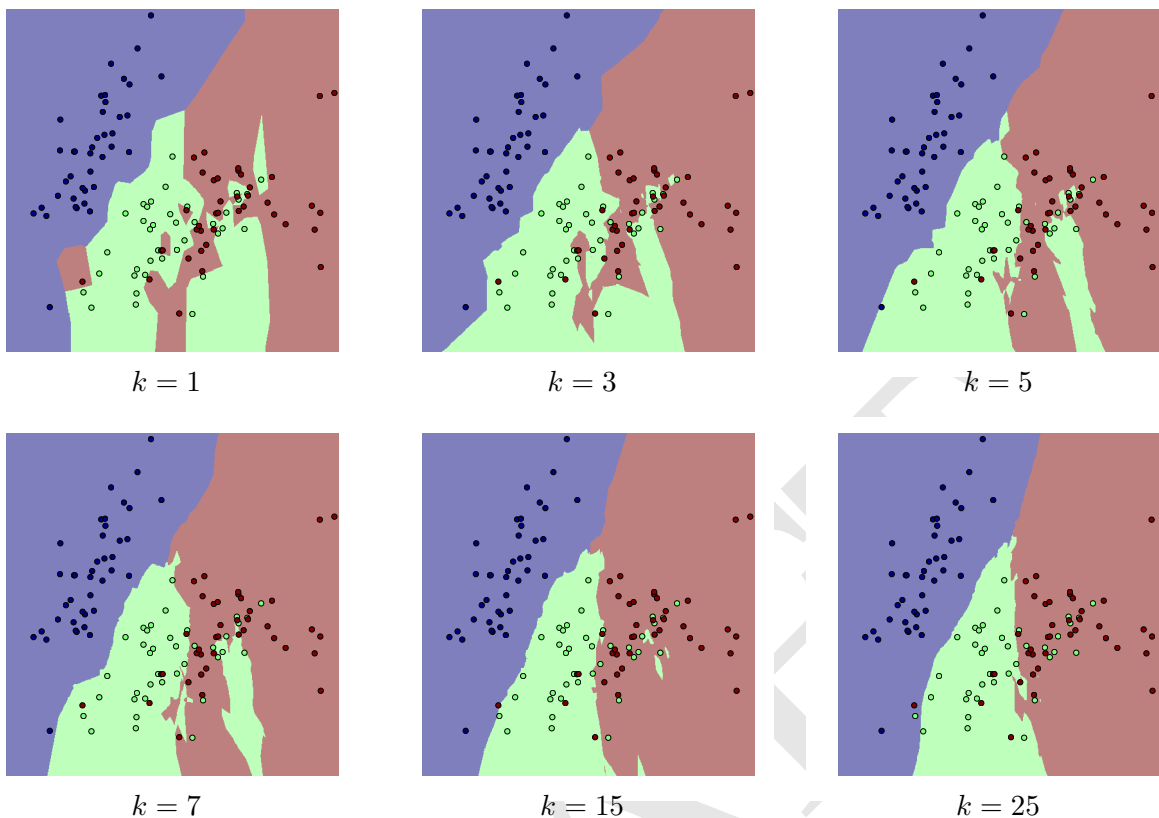 k = 1
k = 3
k = 5
k = 7
k = 15
k = 25